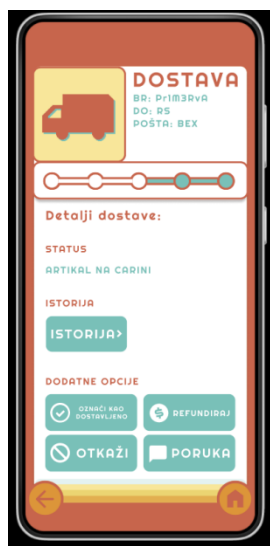 DOSTAVA
BR: Pr1M3RvA
DO: RS
POŠTA: BEX
Detalji dostave:
STATUS
ARTIKAL NA CARINI
ISTORIJA
ISTORIJA>
DODATNE OPCIJE
OZNAČI KAO
DOSTAVLJENO
REFUNDIRAJ
OTKAŽI
PORUKA